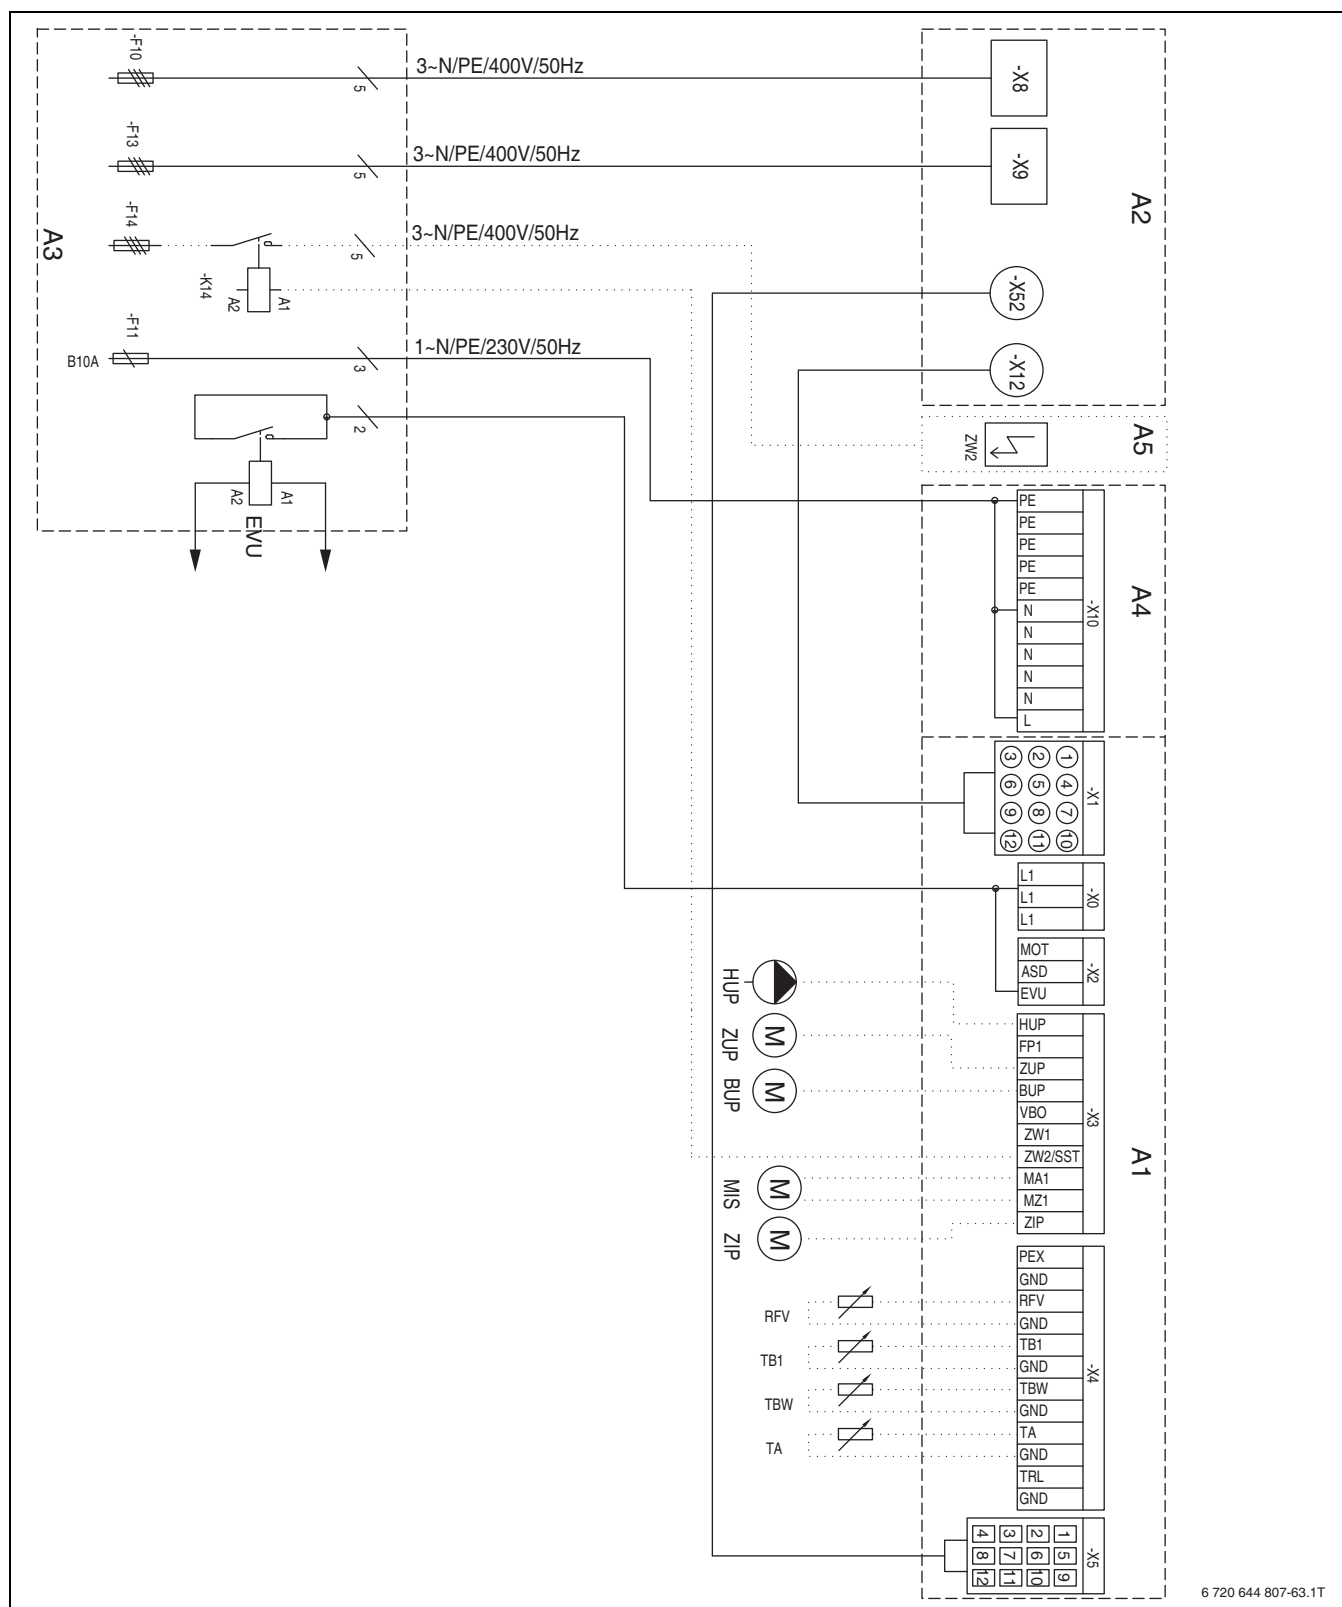 -F10
3~N/PE/400V/50Hz
5
-X8
-F13
3~N/PE/400V/50Hz
5
-X9
A2
-F14
3~N/PE/400V/50Hz
5
A3
-K14
A2
A1
-X52
-F11
B10A
1~N/PE/230V/50Hz
3
-X12
2
A5
ZW2
A2
A1
EVU
PE
PE
PE
PE
PE
N
N
N
N
N
L
-X10
A4
3
2
1
6
5
4
9
8
7
12
11
10
-X1
L1
L1
L1
-X0
MOT
ASD
EVU
-X2
HUP
ZUP
M
BUP
M
MIS
M
ZIP
M
HUP
FP1
ZUP
BUP
VBO
ZW1
ZW2/SST
MA1
MZ1
ZIP
-X3
A1
RFV
TB1
TBW
TA
PEX
GND
RFV
GND
TB1
GND
TBW
GND
TA
GND
TRL
GND
-X4
4
3
2
1
8
7
6
5
12
11
10
9
-X5
6 720 644 807-63.1T